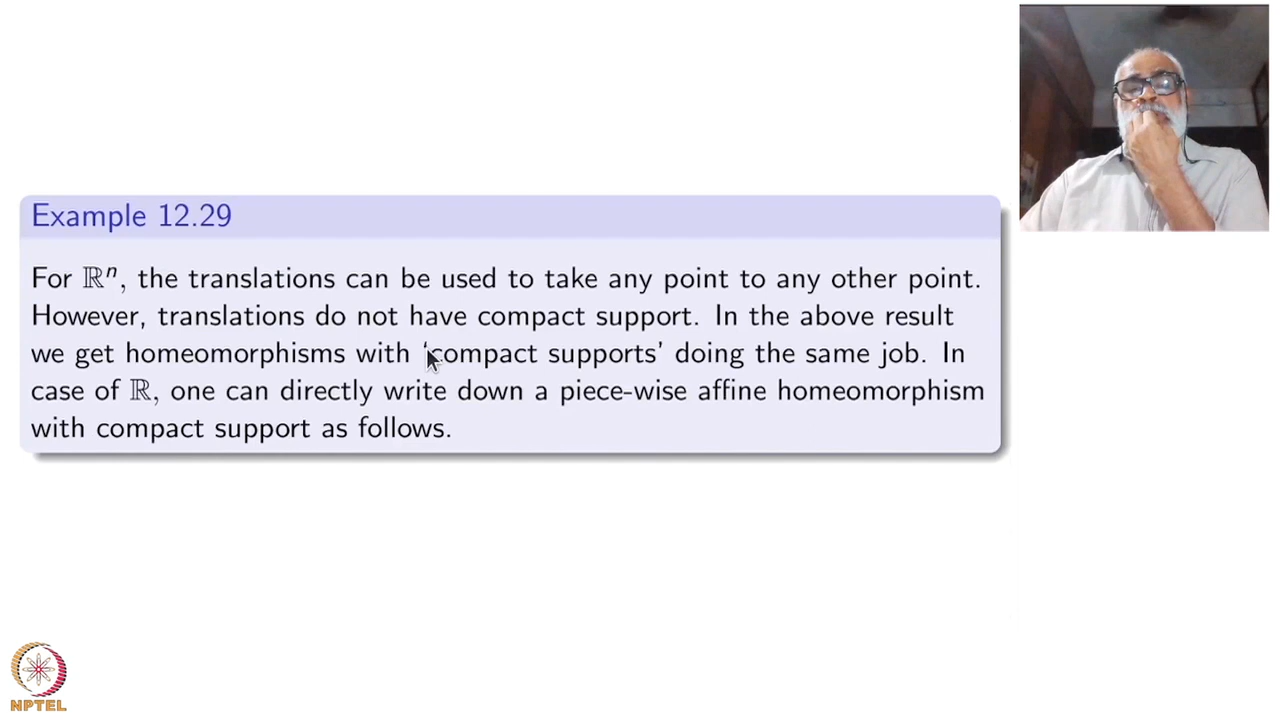 Example 12.29
For ℝⁿ, the translations can be used to take any point to any other point.
However, translations do not have compact support. In the above result
we get homeomorphisms with ‘compact supports’ doing the same job. In
case of ℝ, one can directly write down a piece-wise affine homeomorphism
with compact support as follows.
NPTEL